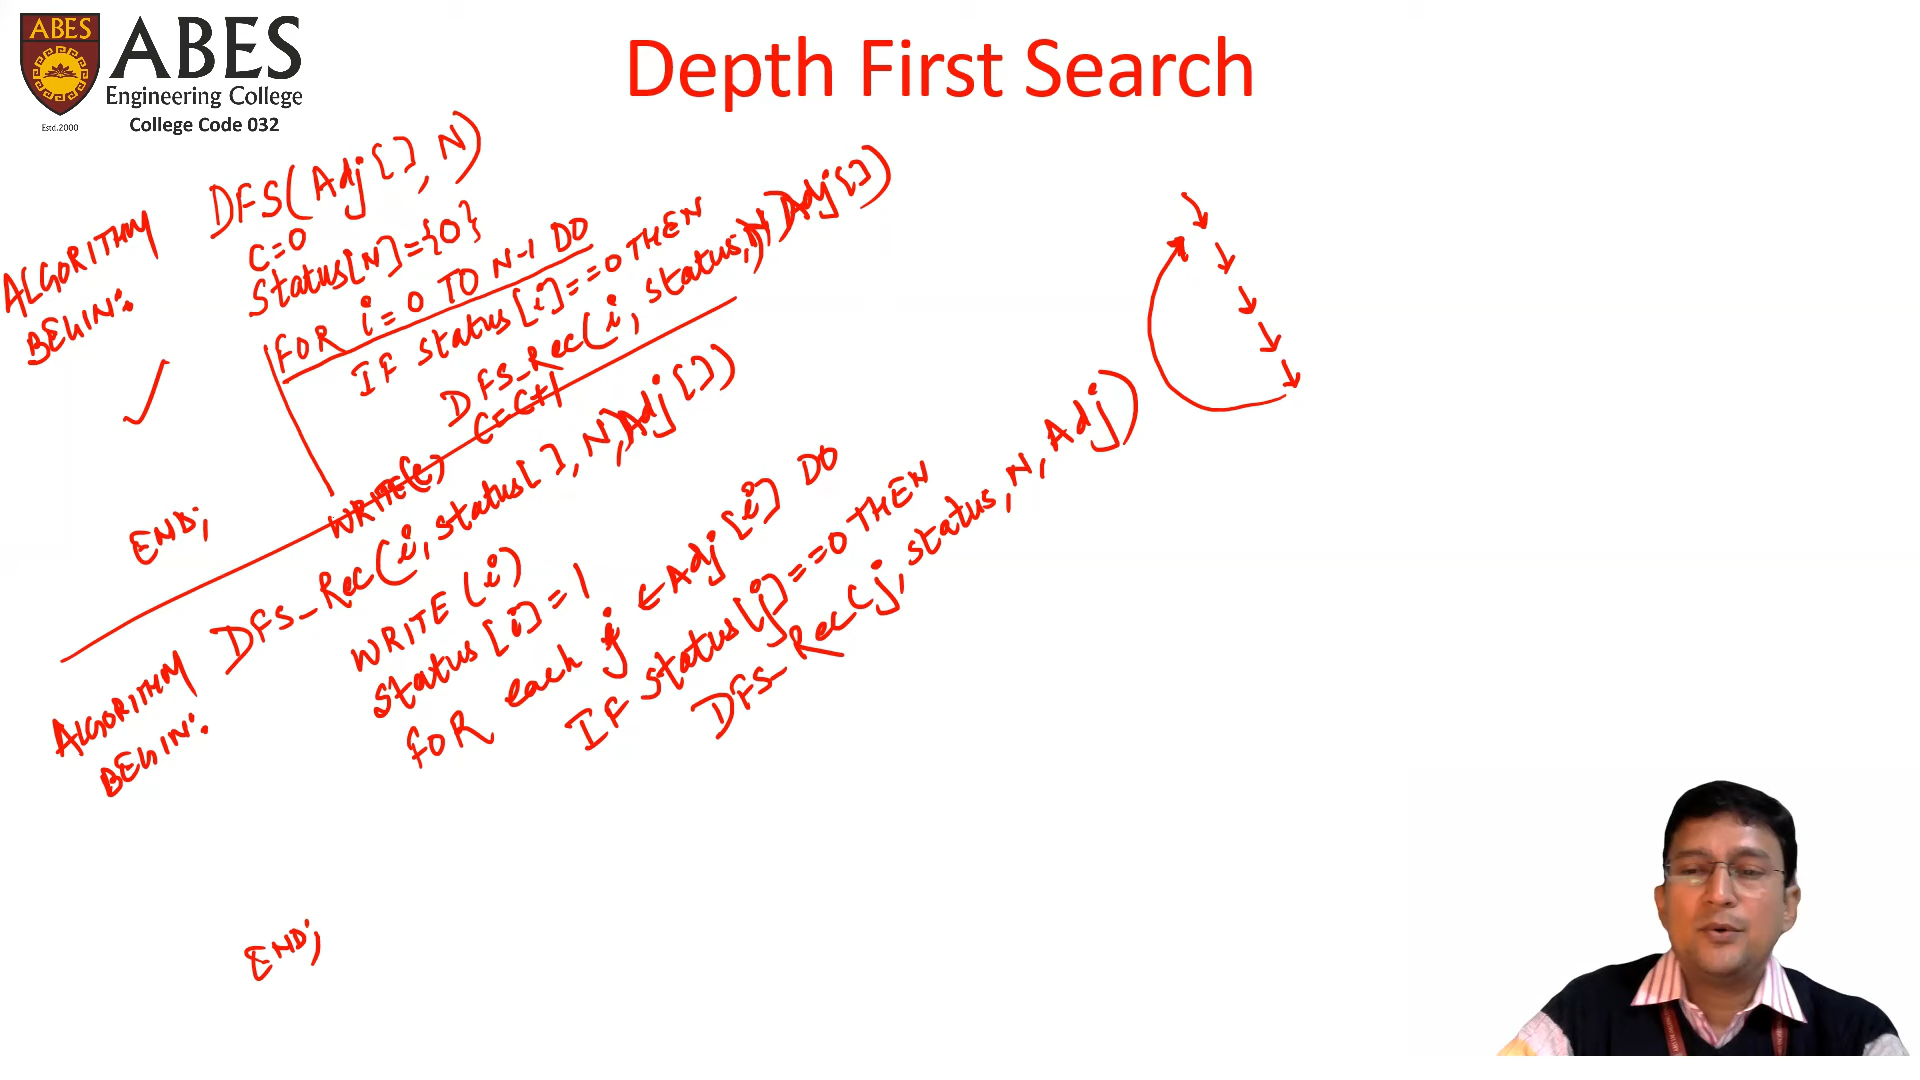 ABES
ABES
Engineering College
Estd.2000
College Code 032
Depth First Search
ALGORITHM DFS(Adj[], N)
BEGIN:
C=0
Status[N]={0}
FOR i=0 TO N-1 DO
IF status[i]==0 THEN
DFS_Rec(i, status, N, Adj[])
C=C+1
WRITE(C)
END;
ALGORITHM DFS_Rec(i, status[], N, Adj[])
BEGIN:
WRITE(i)
Status[i]=1
FOR each j ∈ Adj[i] DO
IF status[j]==0 THEN
DFS_Rec(j, status, N, Adj)
END;